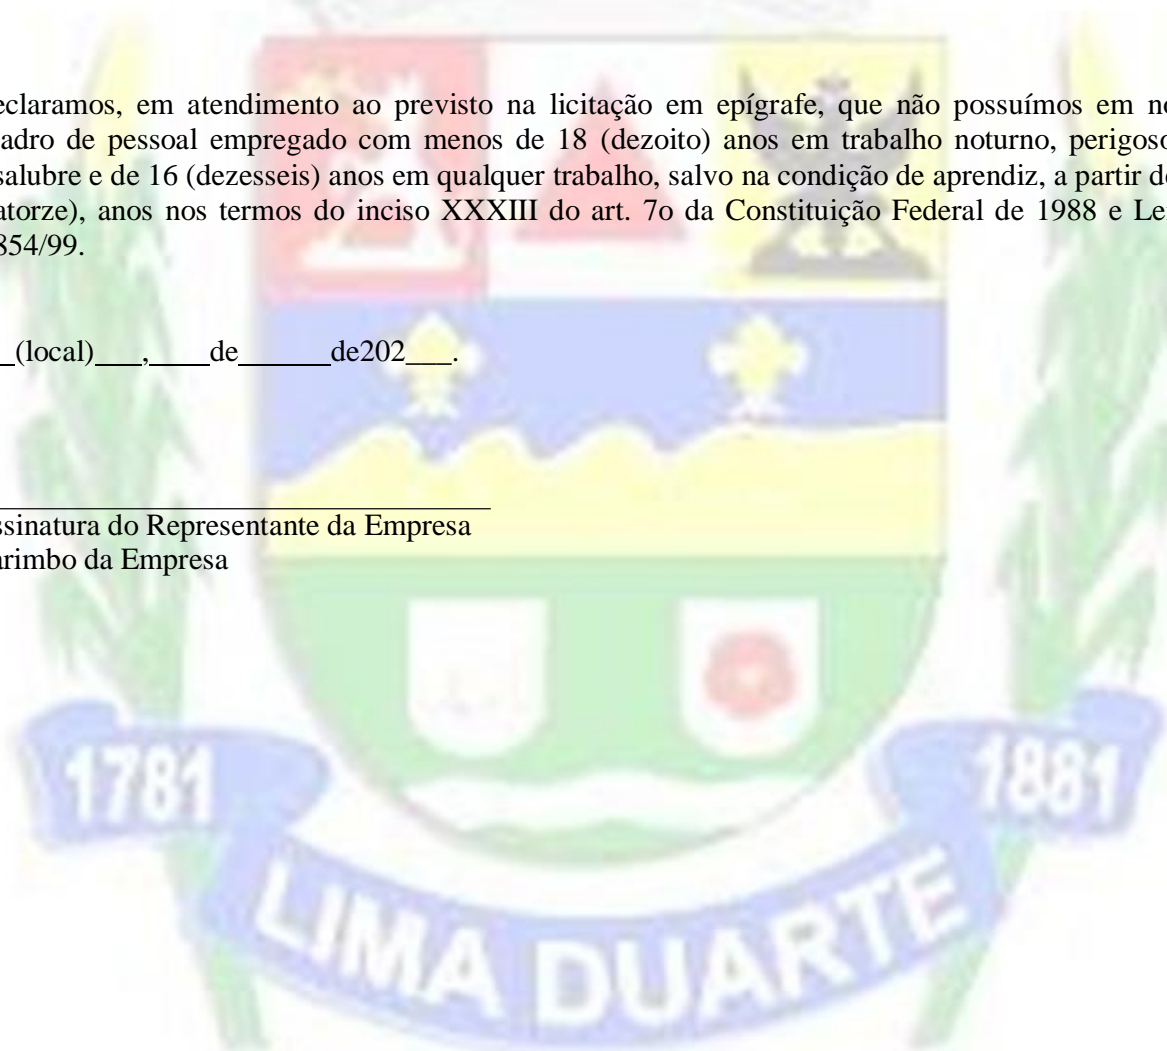 eclaramos, em atendimento ao previsto na licitação em epígrafe, que não possuímos em no
adro de pessoal empregado com menos de 18 (dezoito) anos em trabalho noturno, perigoso
salubre e de 16 (dezesseis) anos em qualquer trabalho, salvo na condição de aprendiz, a partir de
atorze), anos nos termos do inciso XXXIII do art. 7o da Constituição Federal de 1988 e Lei
854/99.
_(local)___,____de______de202___.
ssinatura do Representante da Empresa
arimbo da Empresa
1781
1881
LIMA DUARTE